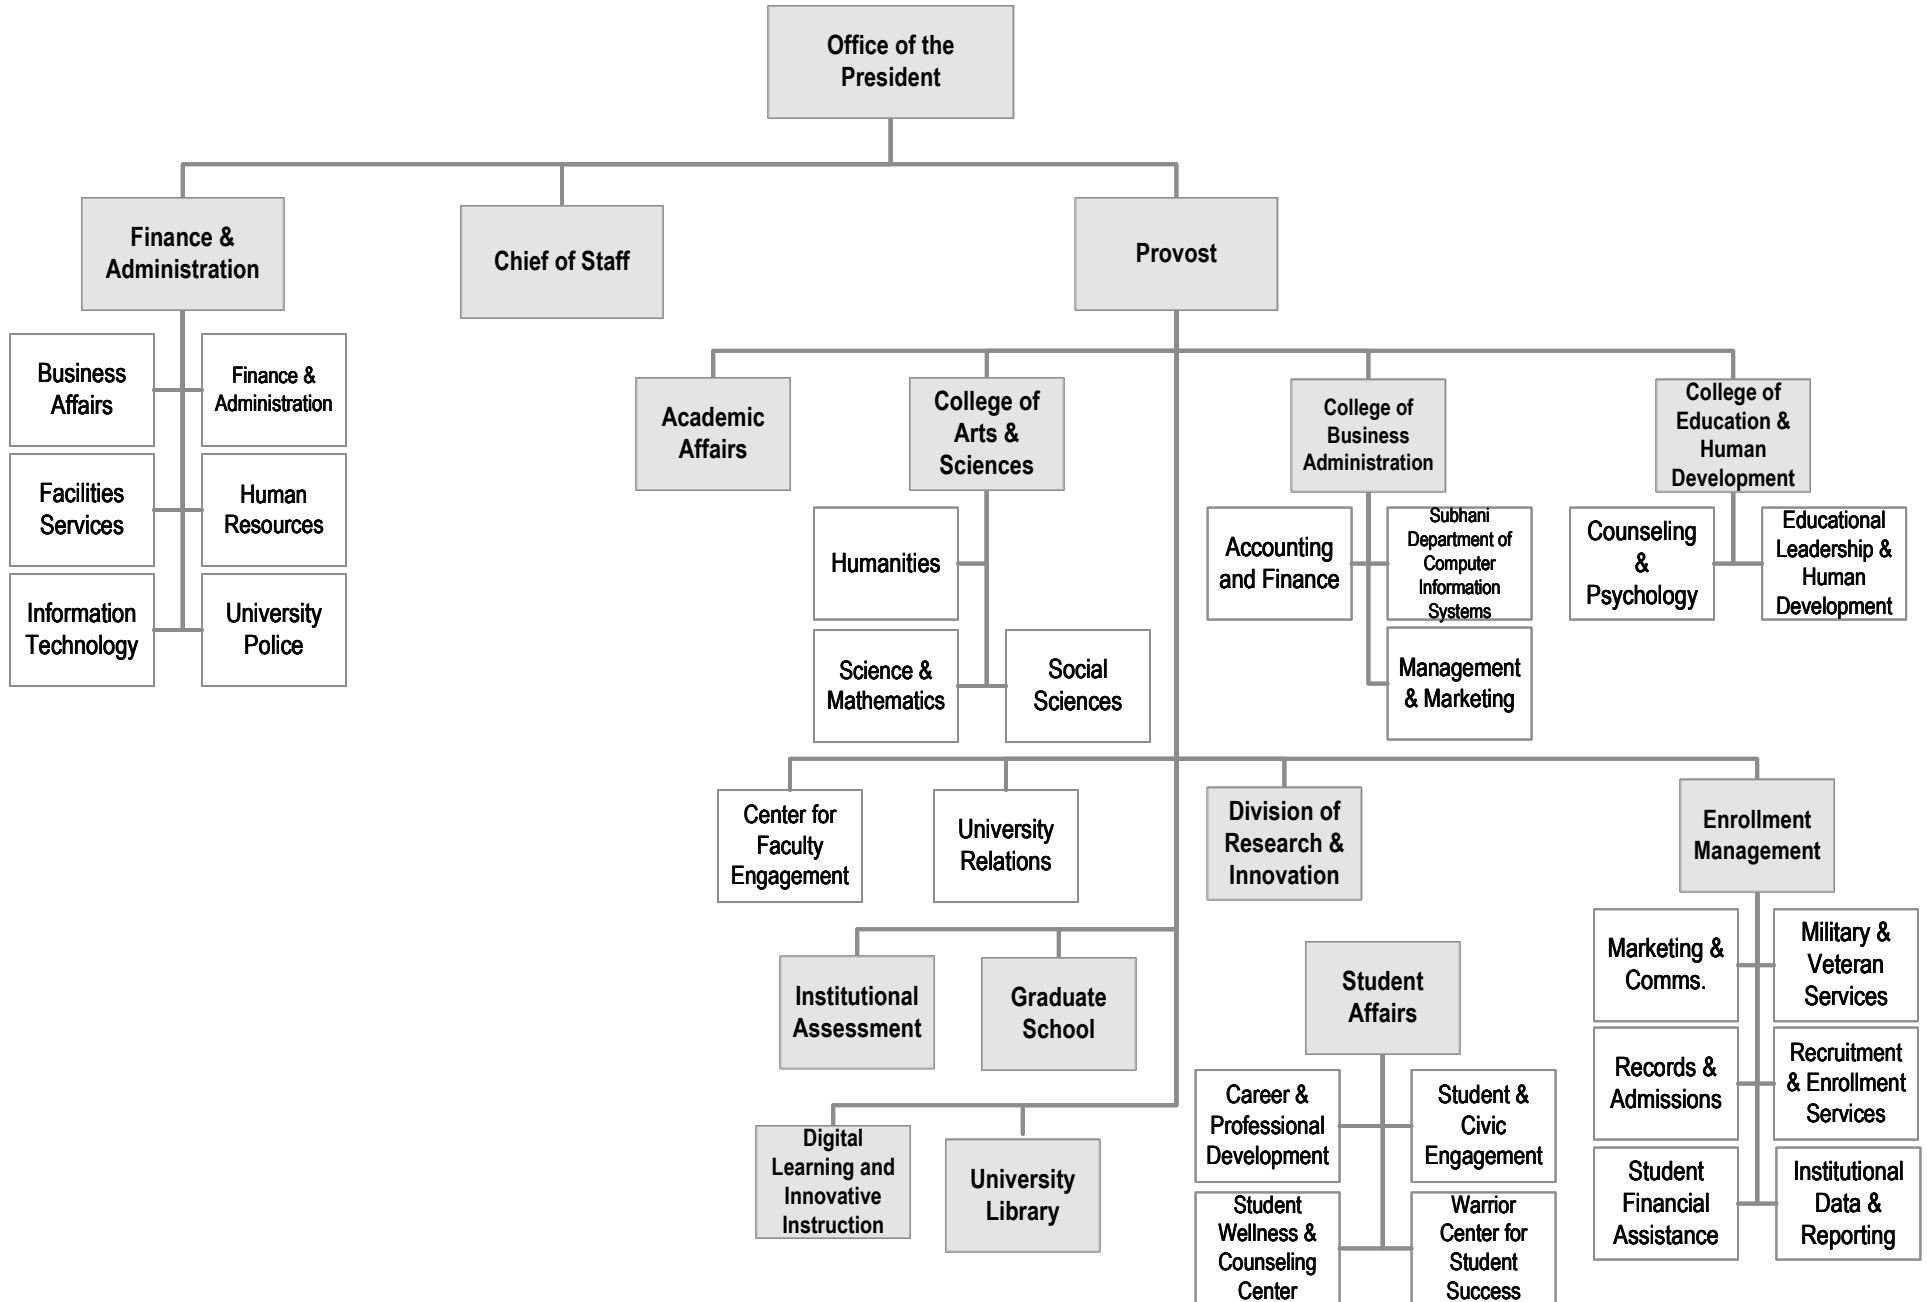 Office of the
President
Finance &
Administration
Chief of Staff
Provost
Business
Affairs
Finance &
Administration
Facilities
Services
Human
Resources
Information
Technology
University
Police
Academic
Affairs
College of
Arts &
Sciences
College of
Business
Administration
College of
Education &
Human
Development
Humanities
Science &
Mathematics
Social
Sciences
Accounting
and Finance
Subhani
Department of
Computer
Information
Systems
Management
& Marketing
Counseling
&
Psychology
Educational
Leadership &
Human
Development
Center for
Faculty
Engagement
University
Relations
Division of
Research &
Innovation
Enrollment
Management
Institutional
Assessment
Graduate
School
Student
Affairs
Marketing &
Comms.
Military &
Veteran
Services
Records &
Admissions
Recruitment
& Enrollment
Services
Student
Financial
Assistance
Institutional
Data &
Reporting
Digital
Learning and
Innovative
Instruction
University
Library
Career &
Professional
Development
Student &
Civic
Engagement
Student
Wellness &
Counseling
Center
Warrior
Center for
Student
Success